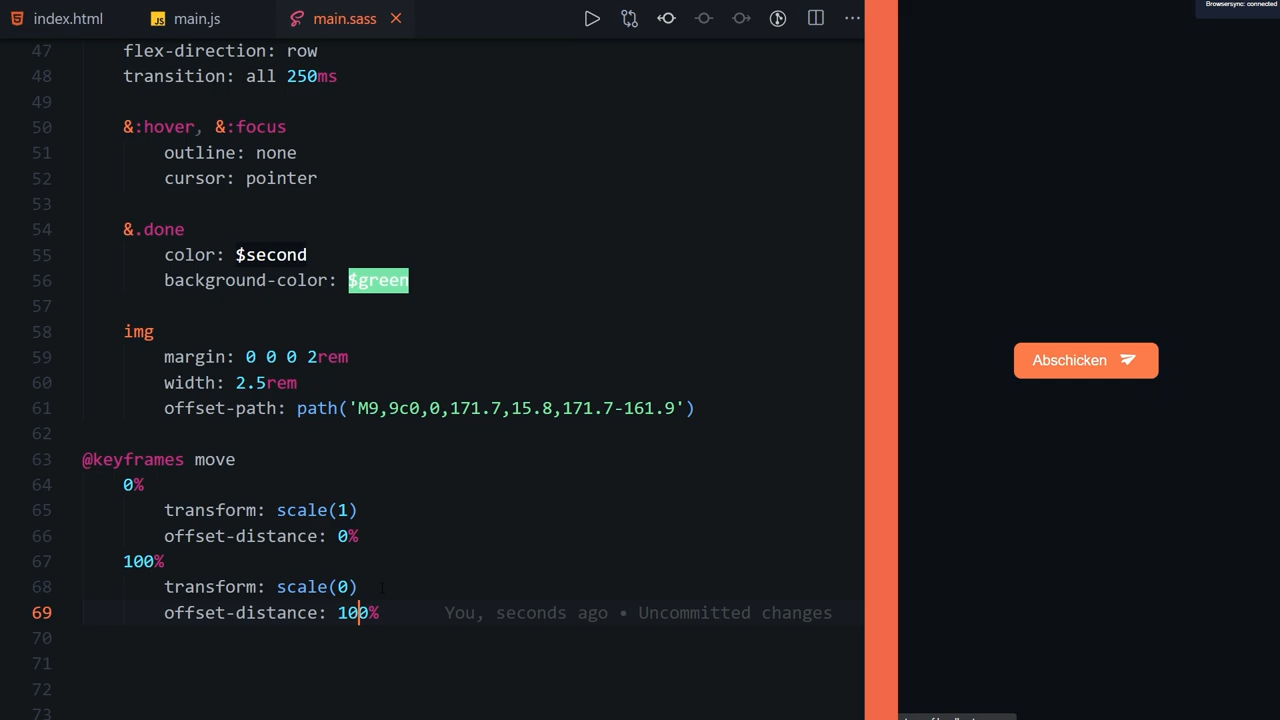 index.html
main.js
main.sass
Browsersync: connected
47 flex-direction: row
48 transition: all 250ms
49
50 &:hover, &:focus
51 outline: none
52 cursor: pointer
53
54 &.done
55 color: $second
56 background-color: $green
57
58 img
59 margin: 0 0 0 2rem
60 width: 2.5rem
61 offset-path: path('M9,9c0,0,171.7,15.8,171.7-161.9')
62
63 @keyframes move
64 0%
65 transform: scale(1)
66 offset-distance: 0%
67 100%
68 transform: scale(0)
69 offset-distance: 100% You, seconds ago • Uncommitted changes
70
71
72
73
Abschicken